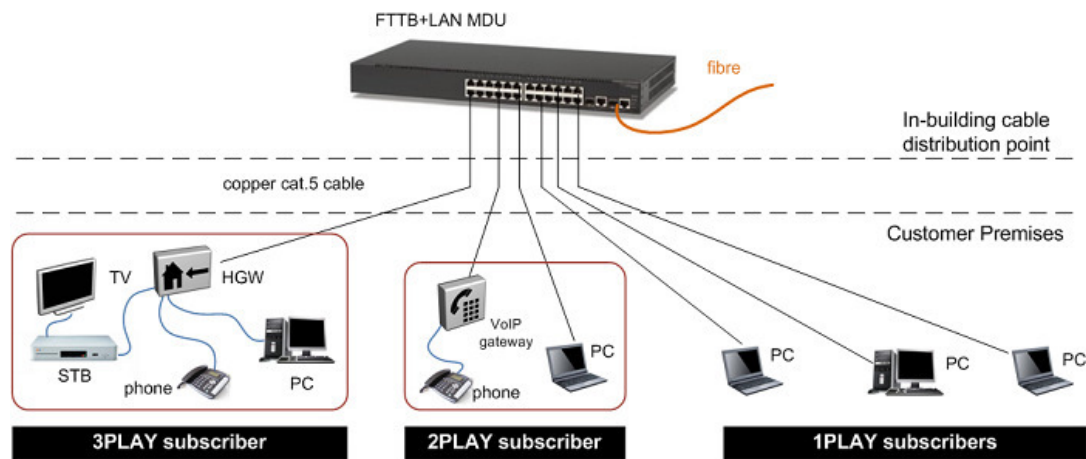 FTTB+LAN MDU
fibre
In-building cable
distribution point
copper cat.5 cable
Customer Premises
TV
HGW
STB
phone
PC
VoIP
gateway
phone
PC
PC
PC
PC
3PLAY subscriber
2PLAY subscriber
1PLAY subscribers